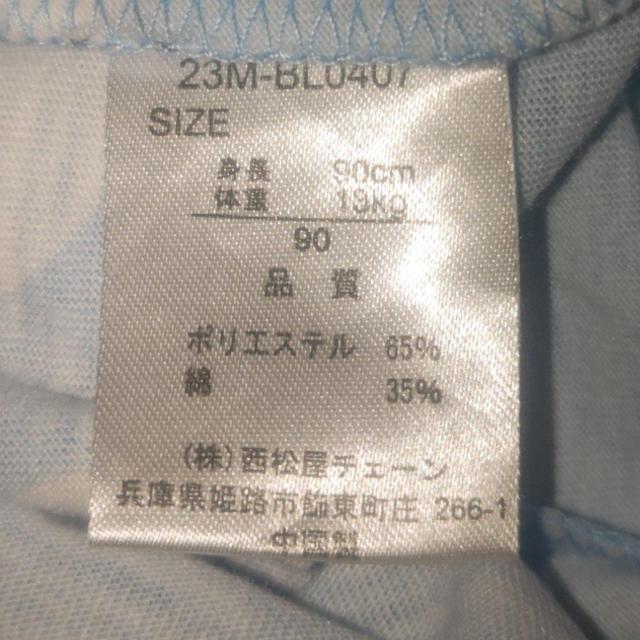 23M-BL0407
SIZE
身長 90cm
体重 13kg
90
品 質
ポリエステル 65%
綿 35%
(株)西松屋チェーン
兵庫県姫路市飾東町庄 266-1
中国製